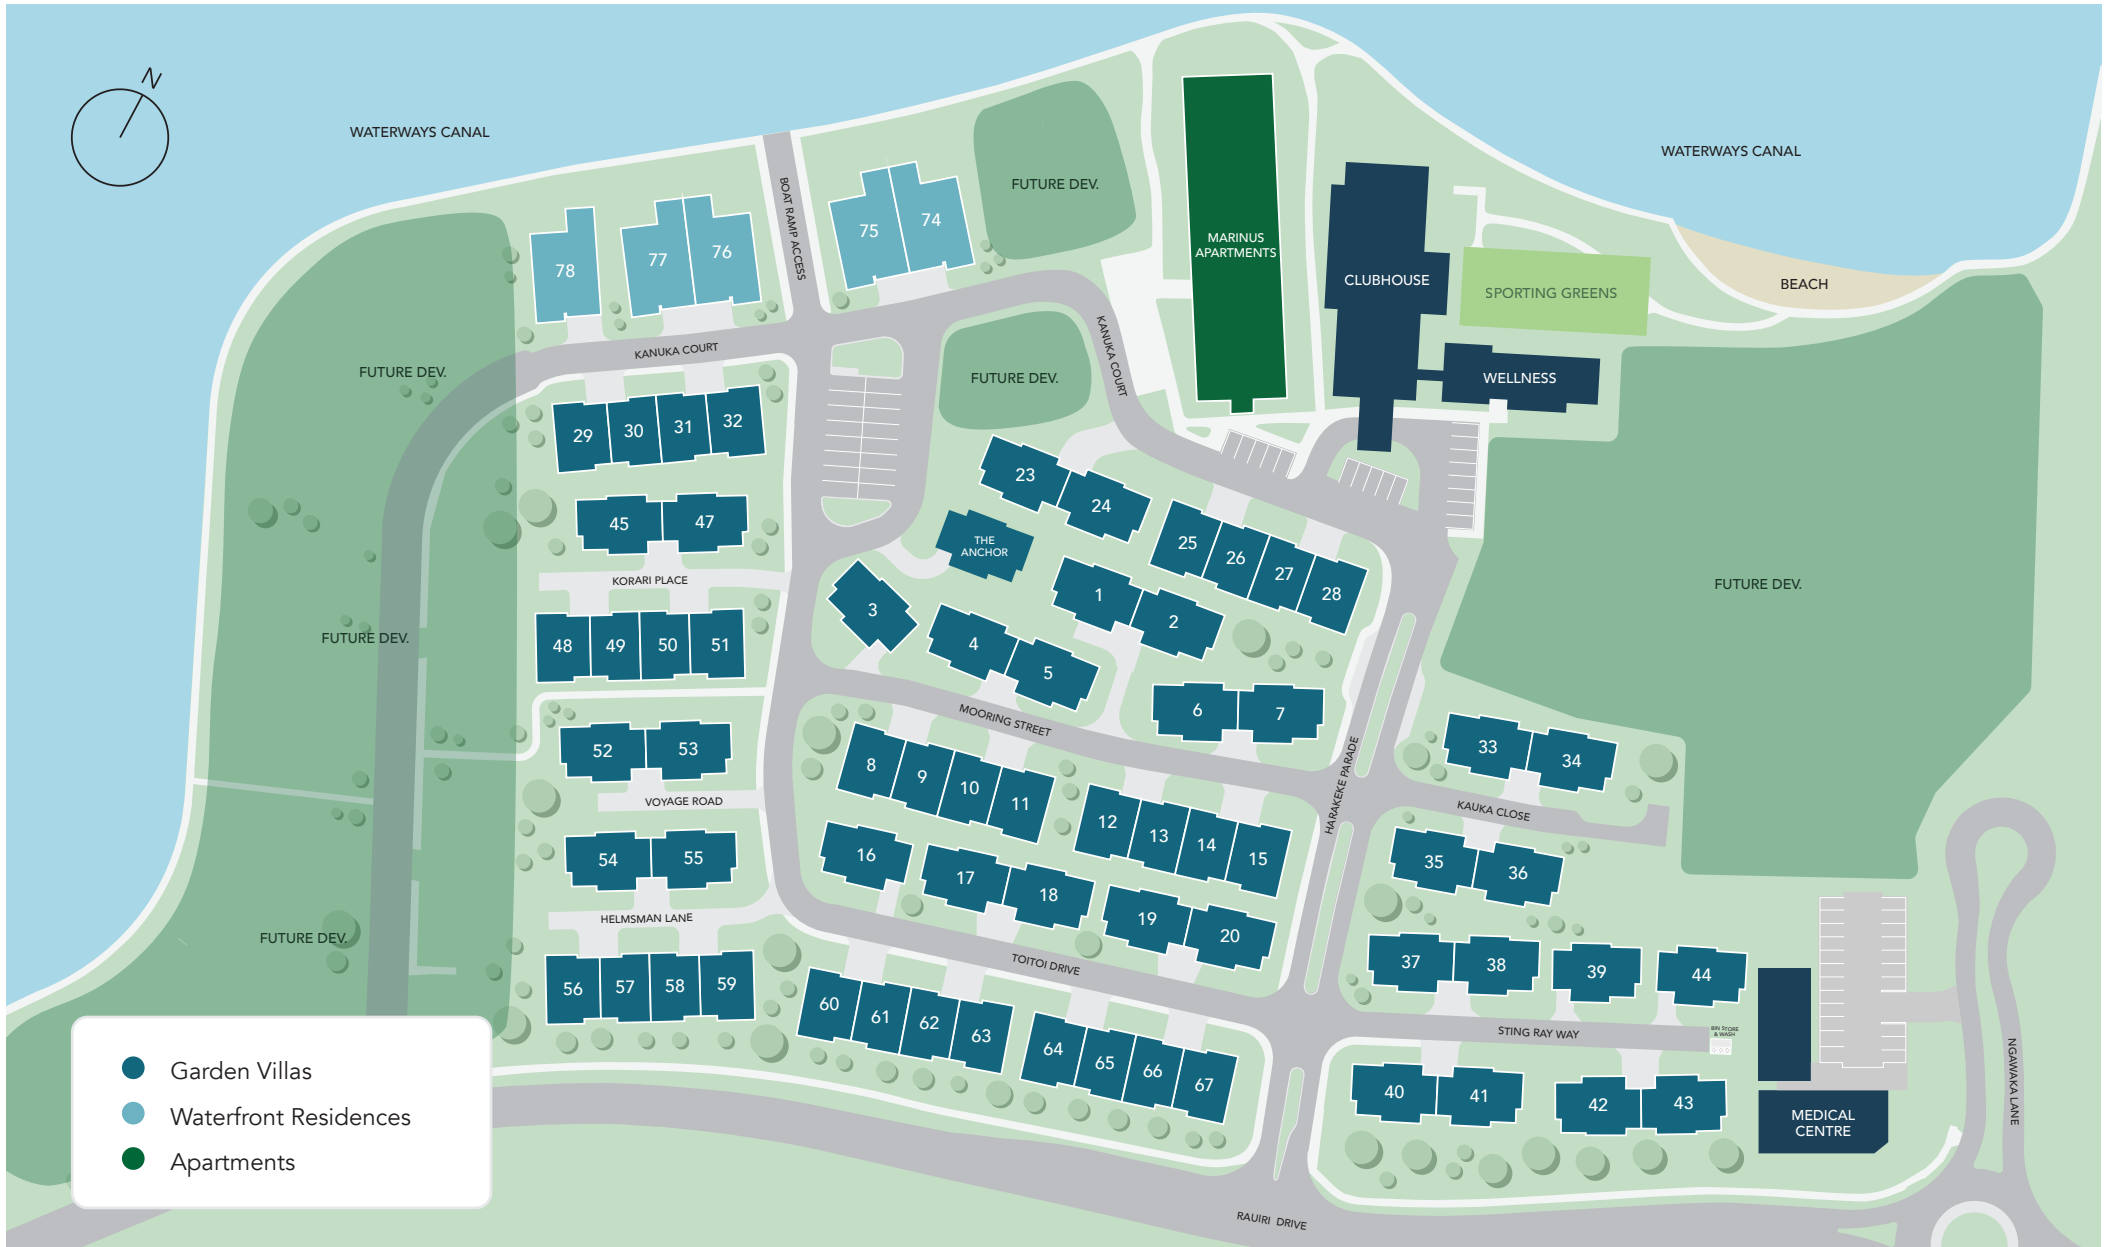 N
WATERWAYS CANAL
WATERWAYS CANAL
FUTURE DEV.
BOAT RAMP ACCESS
75
74
78
77
76
MARINUS
APARTMENTS
CLUBHOUSE
SPORTING GREENS
BEACH
KANUKA COURT
KANUKA COURT
FUTURE DEV.
FUTURE DEV.
WELLNESS
29
30
31
32
23
24
45
47
THE
ANCHOR
25
26
27
28
KORARI PLACE
FUTURE DEV.
3
1
2
FUTURE DEV.
48
49
50
51
4
5
6
7
MOORING STREET
52
53
33
34
8
9
10
11
HARAKEKE PARADE
VOYAGE ROAD
KAUKA CLOSE
12
13
14
15
54
55
16
17
18
35
36
HELMSMAN LANE
19
20
FUTURE DEV.
TOITOI DRIVE
37
38
39
44
56
57
58
59
60
61
62
63
STING RAY WAY
BIN STORE
& WASH
64
65
66
67
NGAWAKA LANE
40
41
42
43
MEDICAL
CENTRE
Garden Villas
Waterfront Residences
Apartments
RAUIRI DRIVE